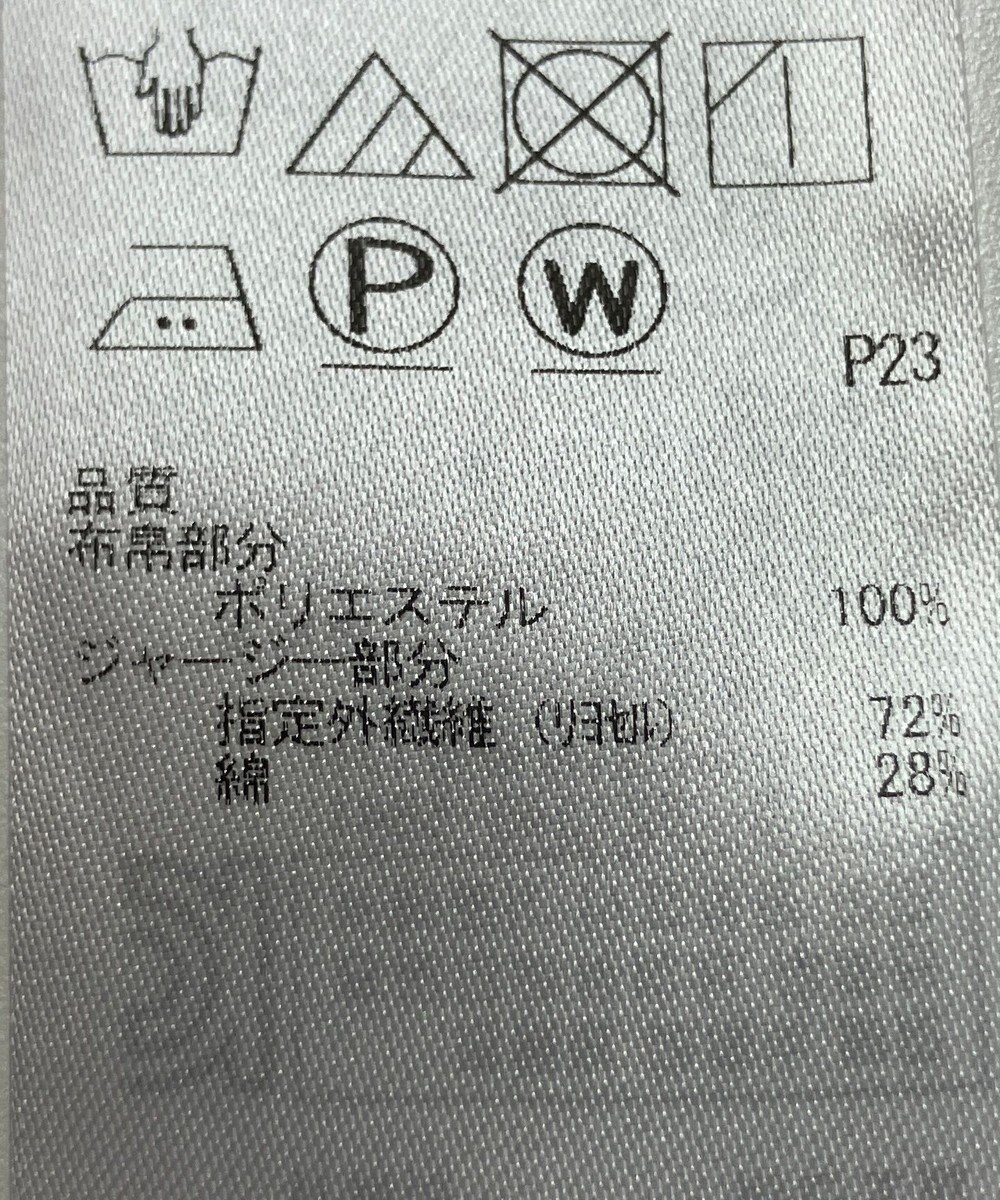 P W
P23
品質
布帛部分
ポリエステル 100%
ジャージー部分
指定外繊維（リヨセル） 72%
綿 28%